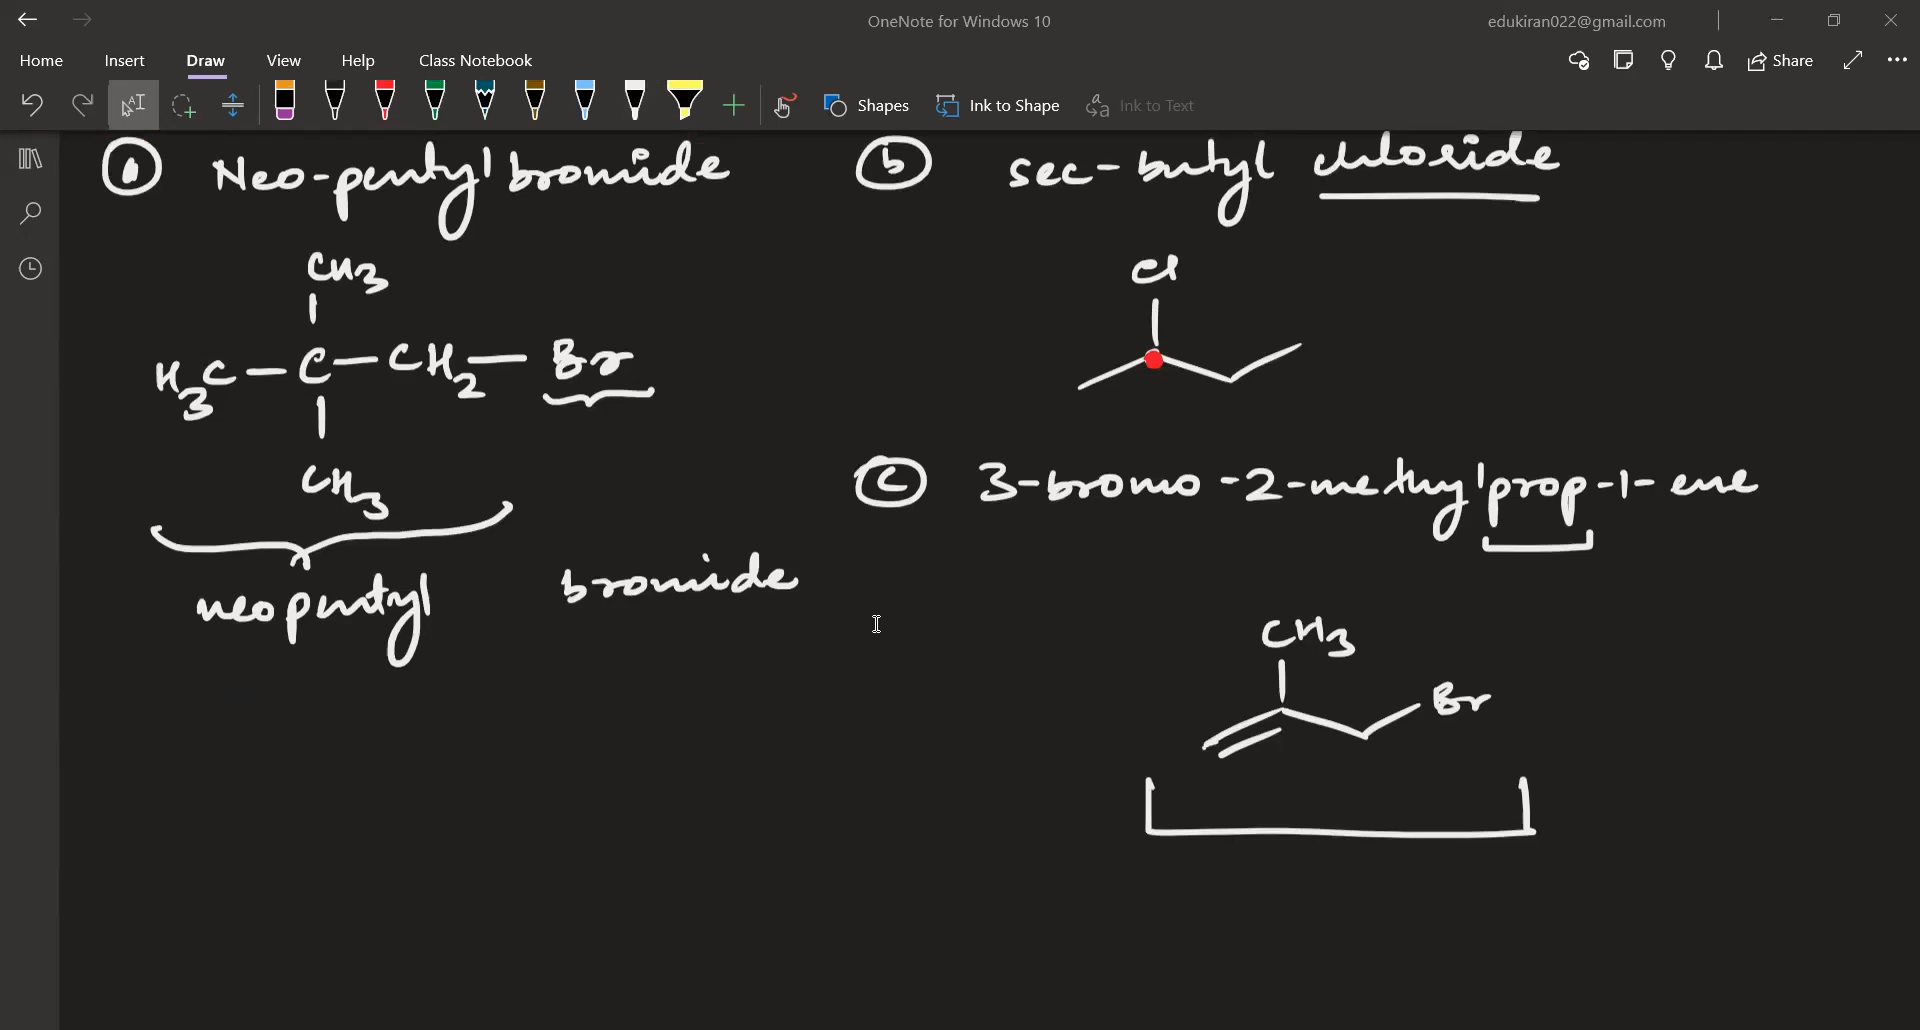 OneNote for Windows 10
edukiran022@gmail.com
Home Insert Draw View Help Class Notebook
Share
Shapes Ink to Shape Ink to Text
a Neo-pentyl bromide
CH3
H3C-C-CH2-Br
CH3
neopentyl bromide
b sec-butyl chloride
Cl
c 3-bromo-2-methylprop-1-ene
CH3
Br